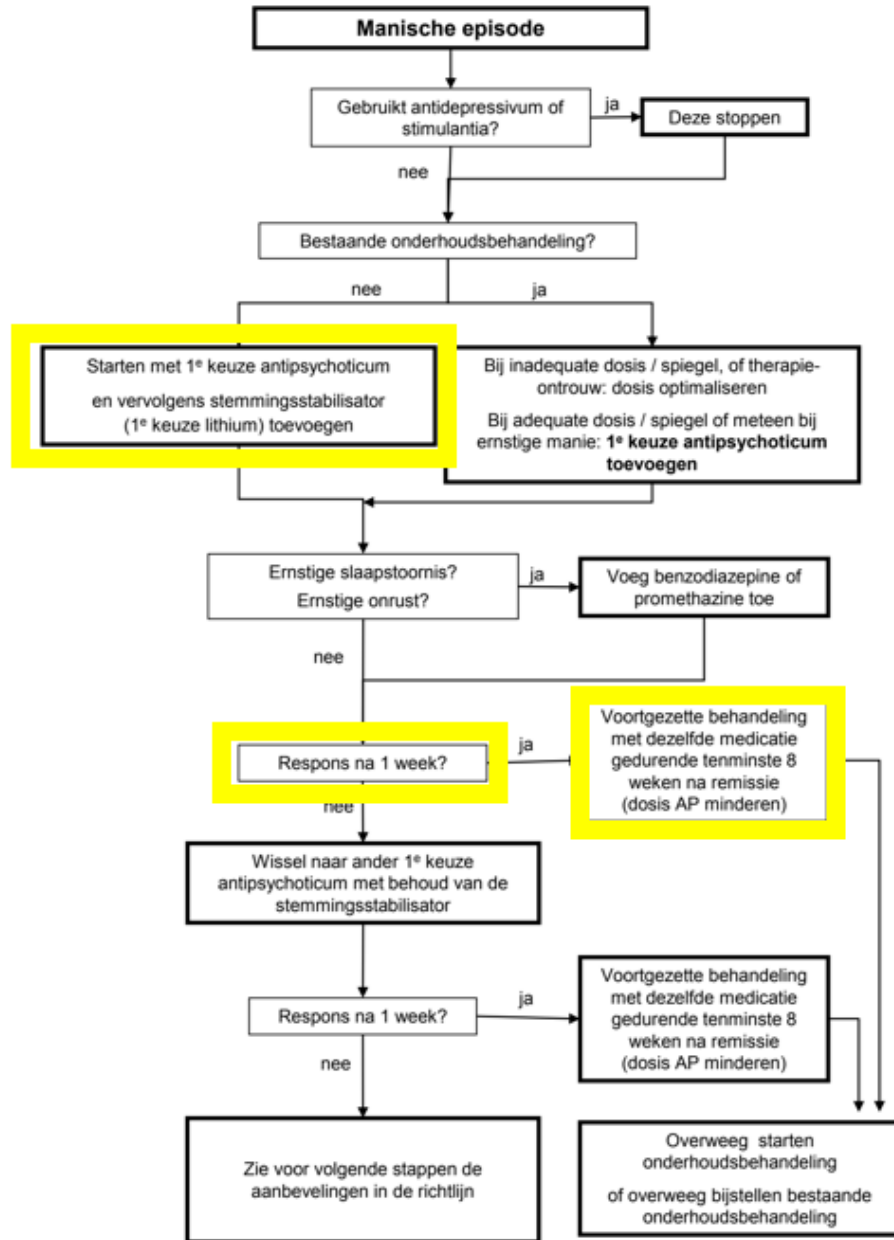 Manische episode
Gebruikt antidepressivum of
stimulantia?
ja
Deze stoppen
nee
Bestaande onderhoudsbehandeling?
nee
ja
Starten met 1e keuze antipsychoticum
en vervolgens stemmingsstabilisator
(1e keuze lithium) toevoegen
Bij inadequate dosis / spiegel, of therapie-
ontrouw: dosis optimaliseren
Bij adequate dosis / spiegel of meteen bij
ernstige manie: 1e keuze antipsychoticum
toevoegen
Ernstige slaapstoornis?
Ernstige onrust?
ja
Voeg benzodiazepine of
promethazine toe
nee
Respons na 1 week?
ja
Voortgezette behandeling
met dezelfde medicatie
gedurende tenminste 8
weken na remissie
(dosis AP minderen)
nee
Wissel naar ander 1e keuze
antipsychoticum met behoud van de
stemmingsstabilisator
Respons na 1 week?
ja
Voortgezette behandeling
met dezelfde medicatie
gedurende tenminste 8
weken na remissie
(dosis AP minderen)
nee
Zie voor volgende stappen de
aanbevelingen in de richtlijn
Overweeg starten
onderhoudsbehandeling
of overweeg bijstellen bestaande
onderhoudsbehandeling